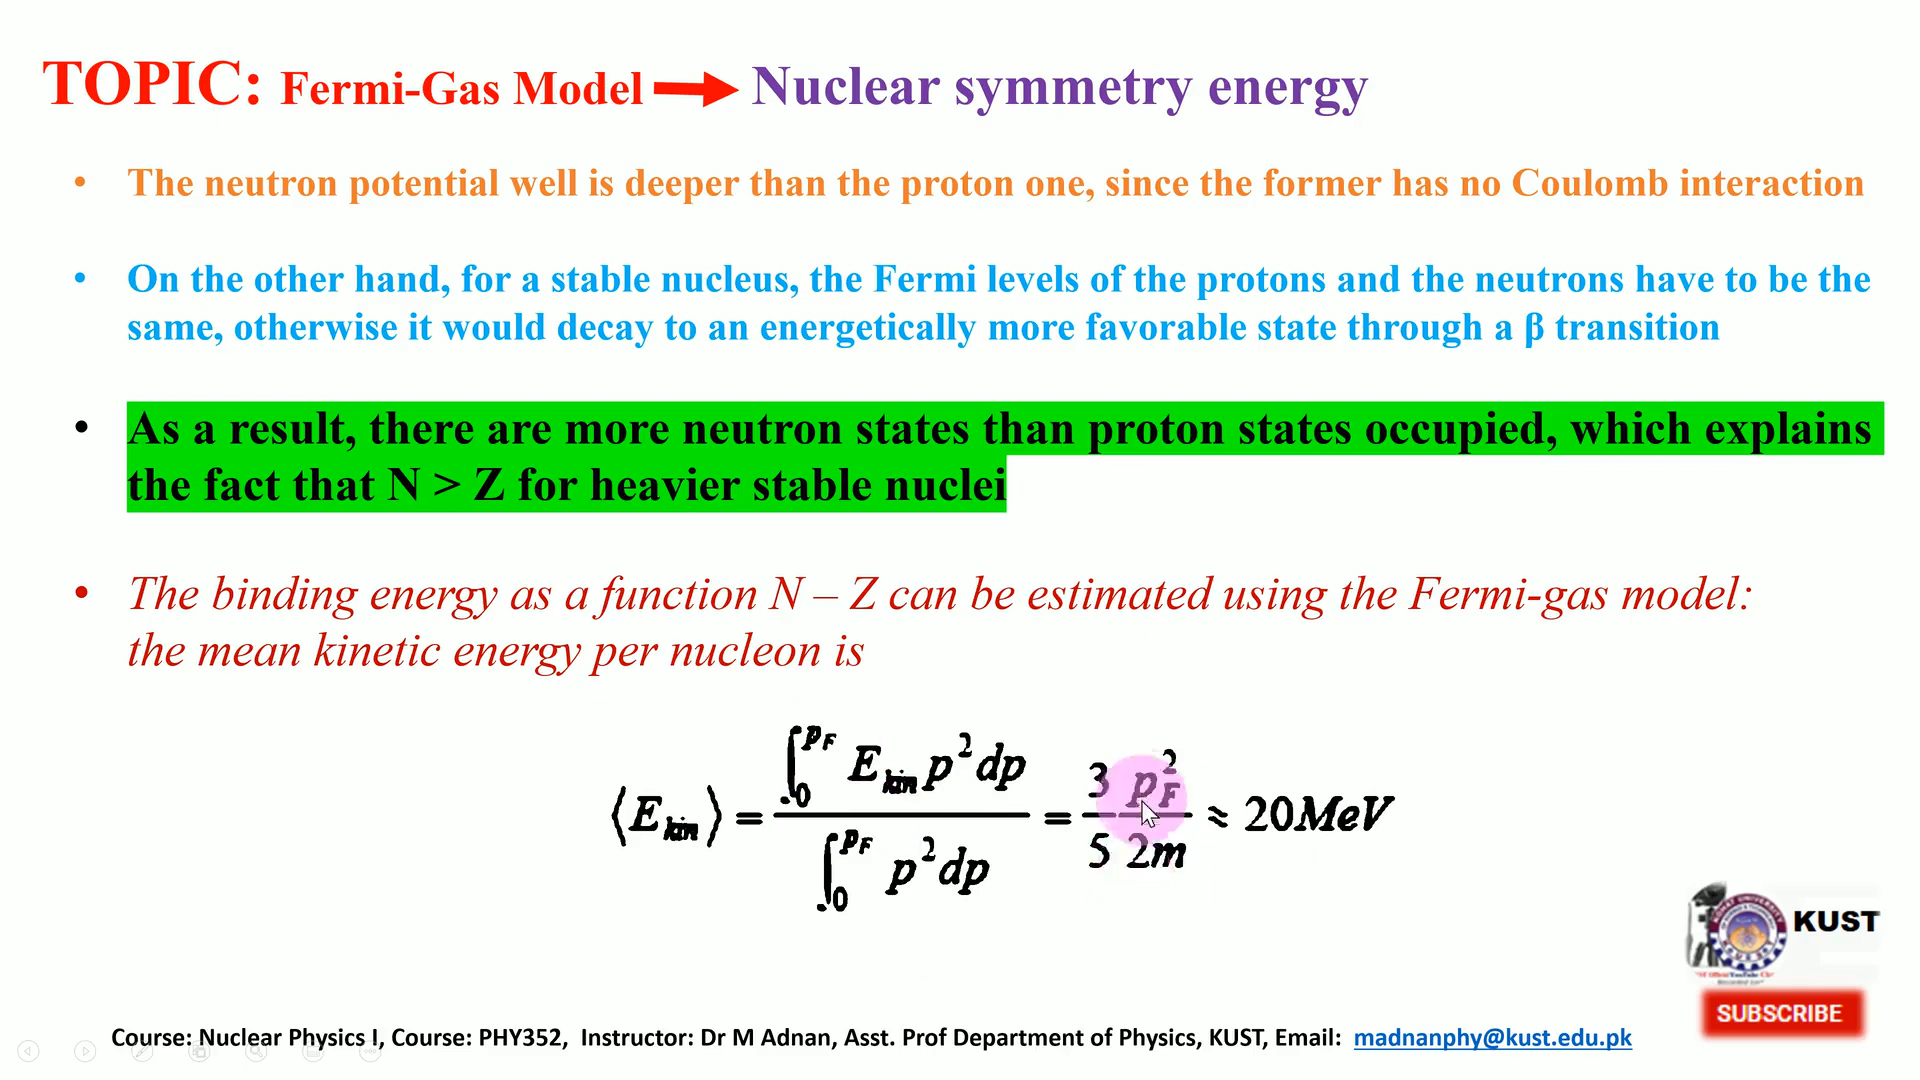 TOPIC: Fermi-Gas Model Nuclear symmetry energy
• The neutron potential well is deeper than the proton one, since the former has no Coulomb interaction
• On the other hand, for a stable nucleus, the Fermi levels of the protons and the neutrons have to be the
same, otherwise it would decay to an energetically more favorable state through a β transition
• As a result, there are more neutron states than proton states occupied, which explains
the fact that N > Z for heavier stable nuclei
• The binding energy as a function N – Z can be estimated using the Fermi-gas model:
the mean kinetic energy per nucleon is
⟨E_kin⟩ = ∫₀^{p_F} E_kin p² dp / ∫₀^{p_F} p² dp = 3/5 p_F²/2m ≈ 20 MeV
KUST
SUBSCRIBE
Course: Nuclear Physics I, Course: PHY352, Instructor: Dr M Adnan, Asst. Prof Department of Physics, KUST, Email: madnanphy@kust.edu.pk